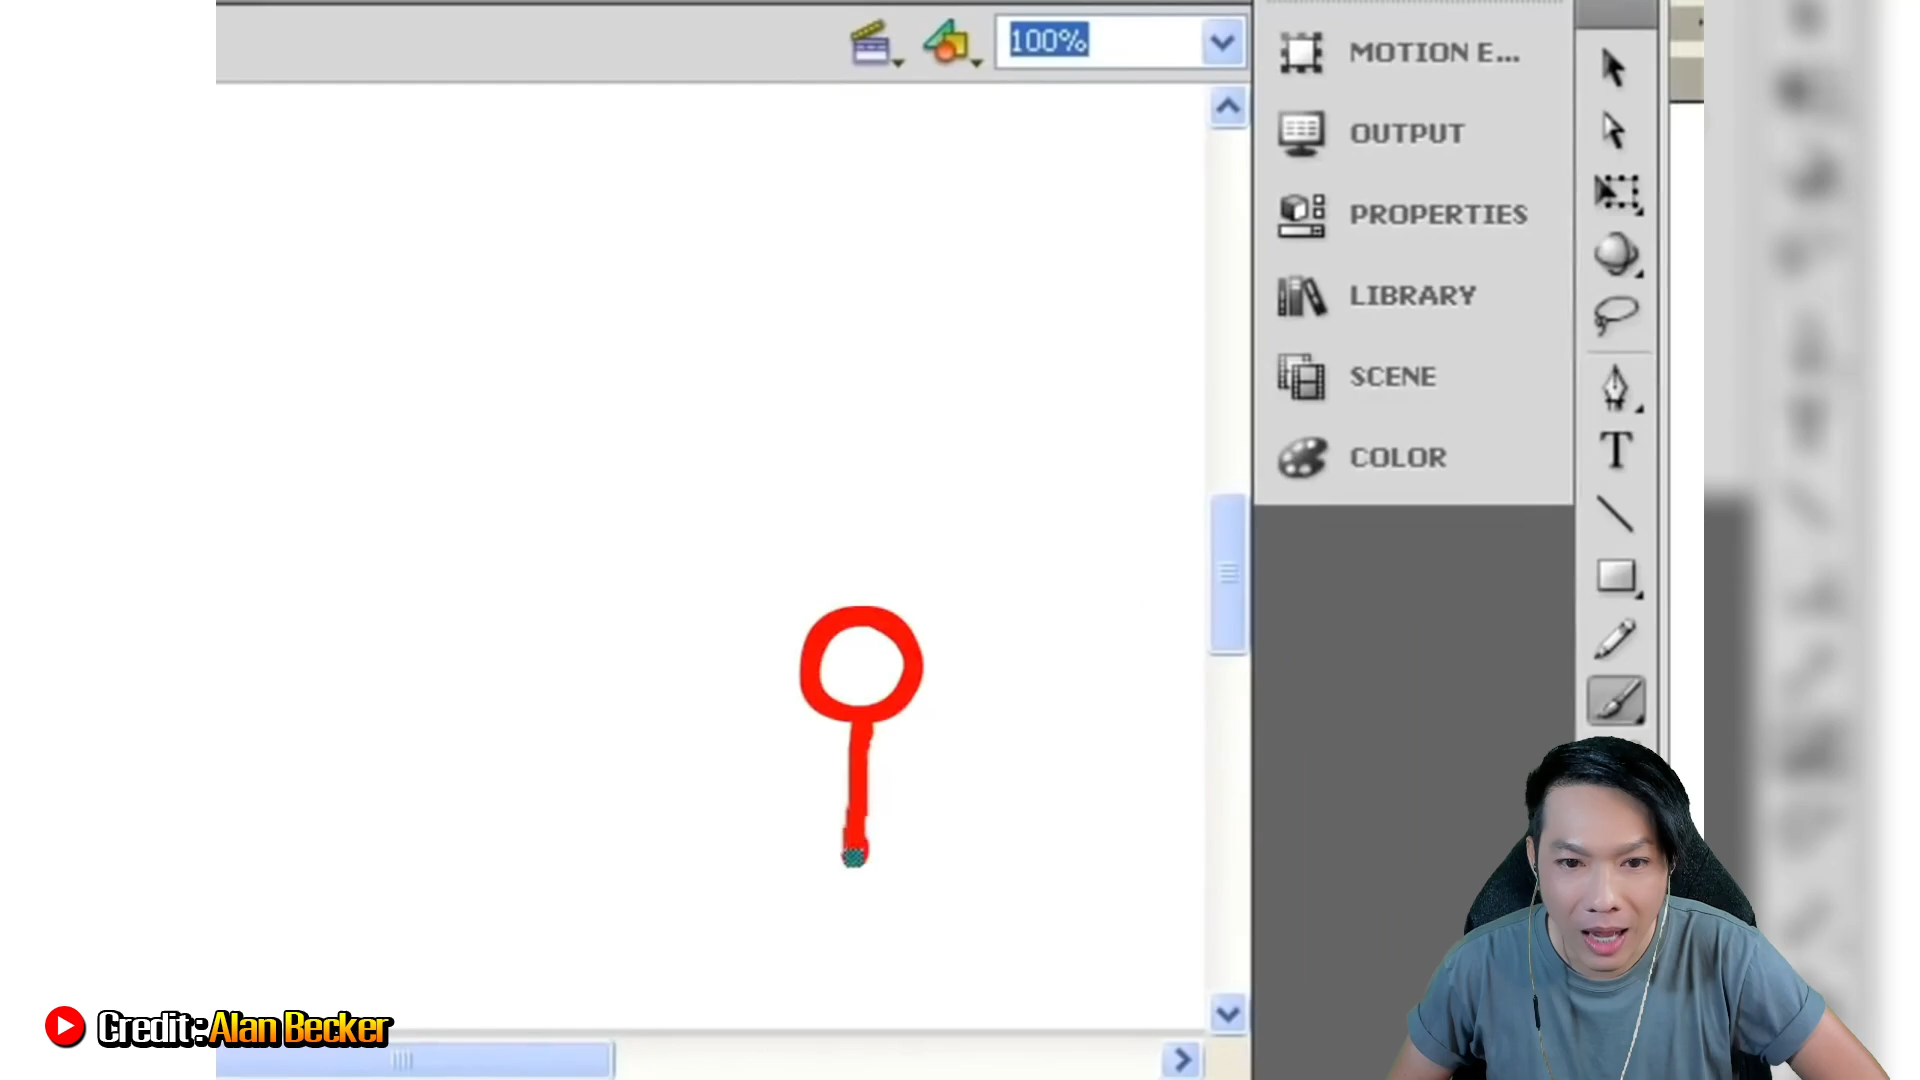 100%
MOTION E...
OUTPUT
PROPERTIES
LIBRARY
SCENE
COLOR
T
Credit : Alan Becker